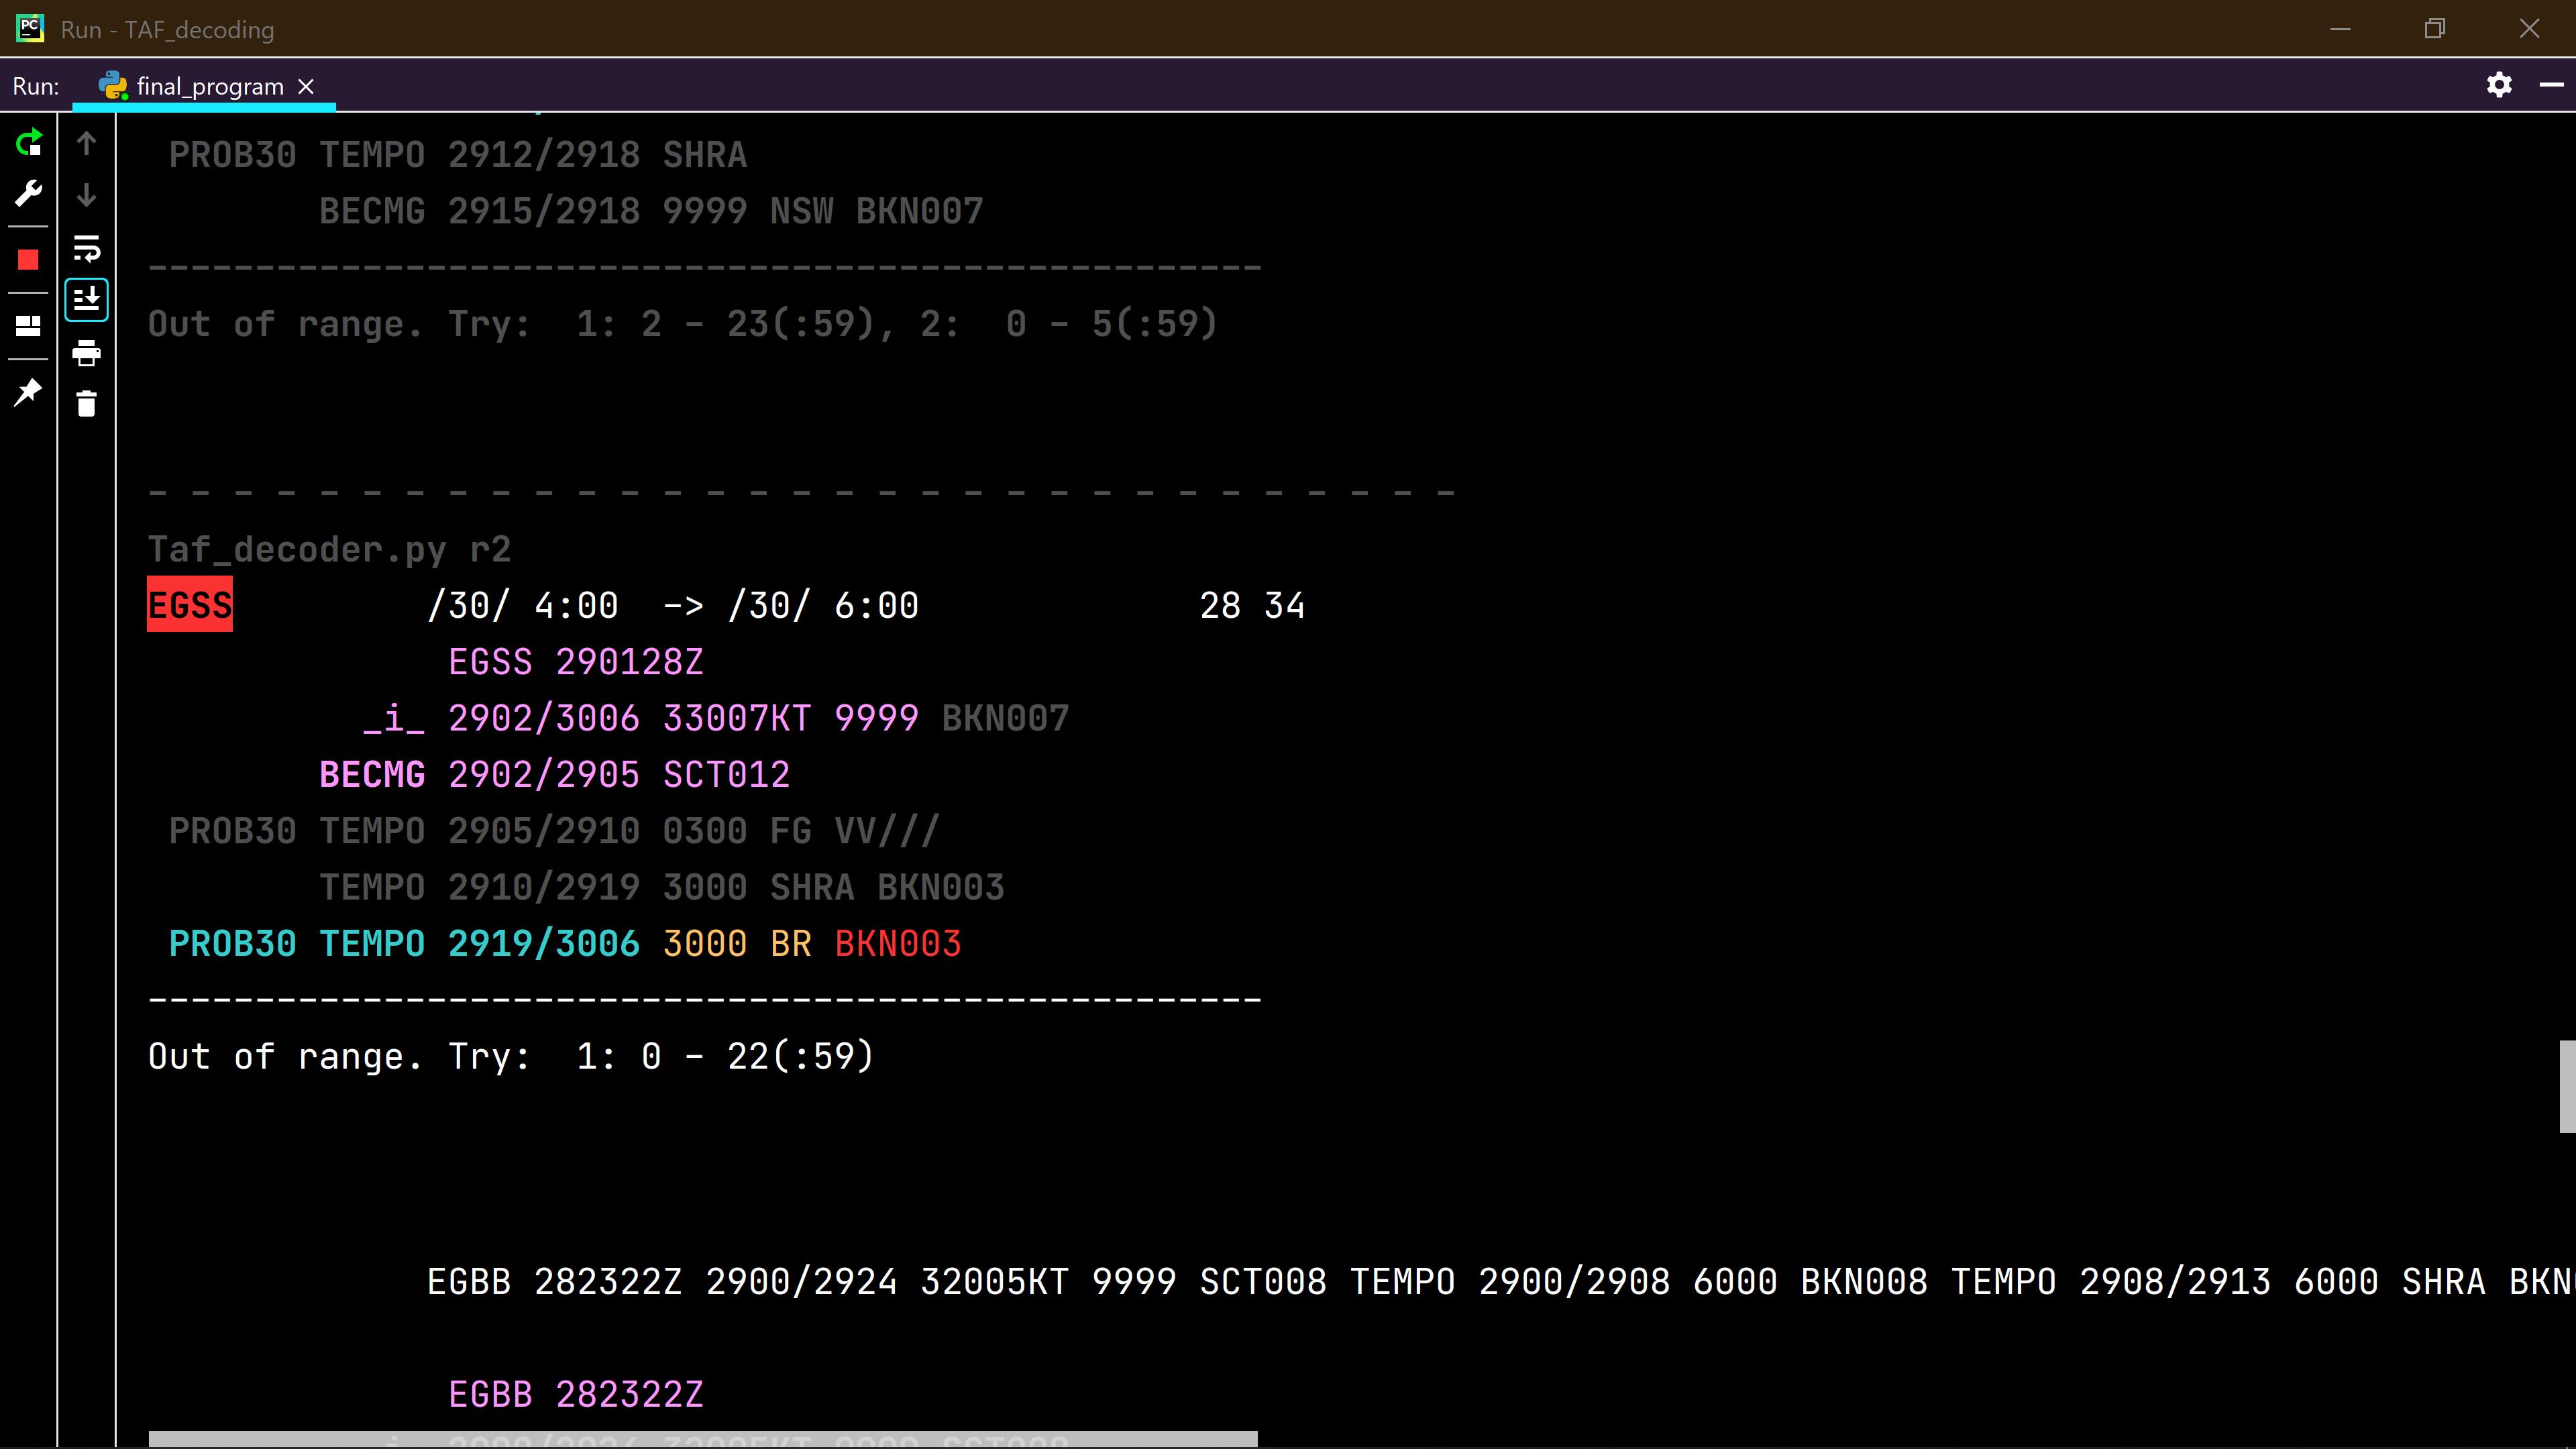 PC
Run - TAF_decoding
Run: final_program
PROB30 TEMPO 2912/2918 SHRA
BECMG 2915/2918 9999 NSW BKN007
----------------------------------------------------
Out of range. Try:  1: 2 - 23(:59), 2:  0 - 5(:59)
- - - - - - - - - - - - - - - - - - - - - - - - - - - - - - -
Taf_decoder.py r2
EGSS /30/ 4:00  -> /30/ 6:00 28 34
EGSS 290128Z
_i_ 2902/3006 33007KT 9999 BKN007
BECMG 2902/2905 SCT012
PROB30 TEMPO 2905/2910 0300 FG VV///
TEMPO 2910/2919 3000 SHRA BKN003
PROB30 TEMPO 2919/3006 3000 BR BKN003
----------------------------------------------------
Out of range. Try:  1: 0 - 22(:59)
EGBB 282322Z 2900/2924 32005KT 9999 SCT008 TEMPO 2900/2908 6000 BKN008 TEMPO 2908/2913 6000 SHRA BKN
EGBB 282322Z